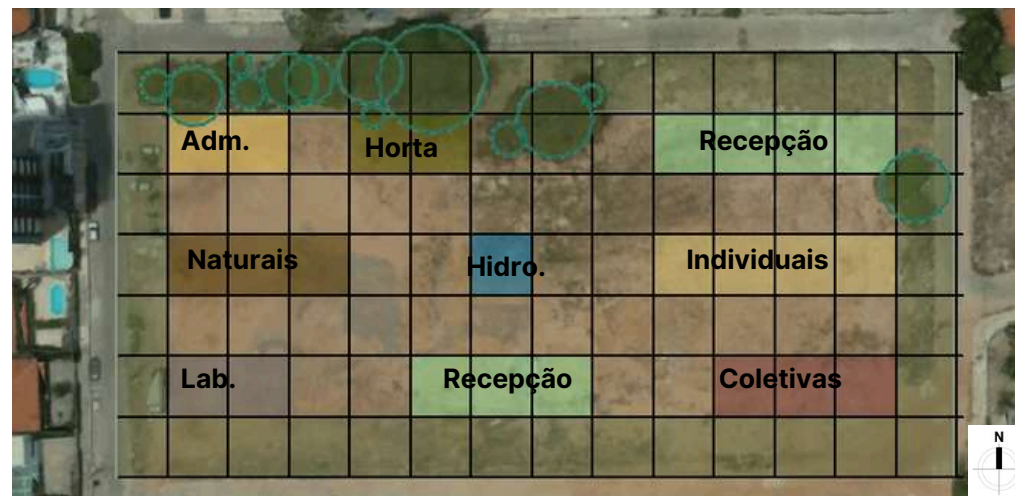 Adm.
Horta
Recepção
Naturais
Hidro.
Individuais
Lab.
Recepção
Coletivas
N